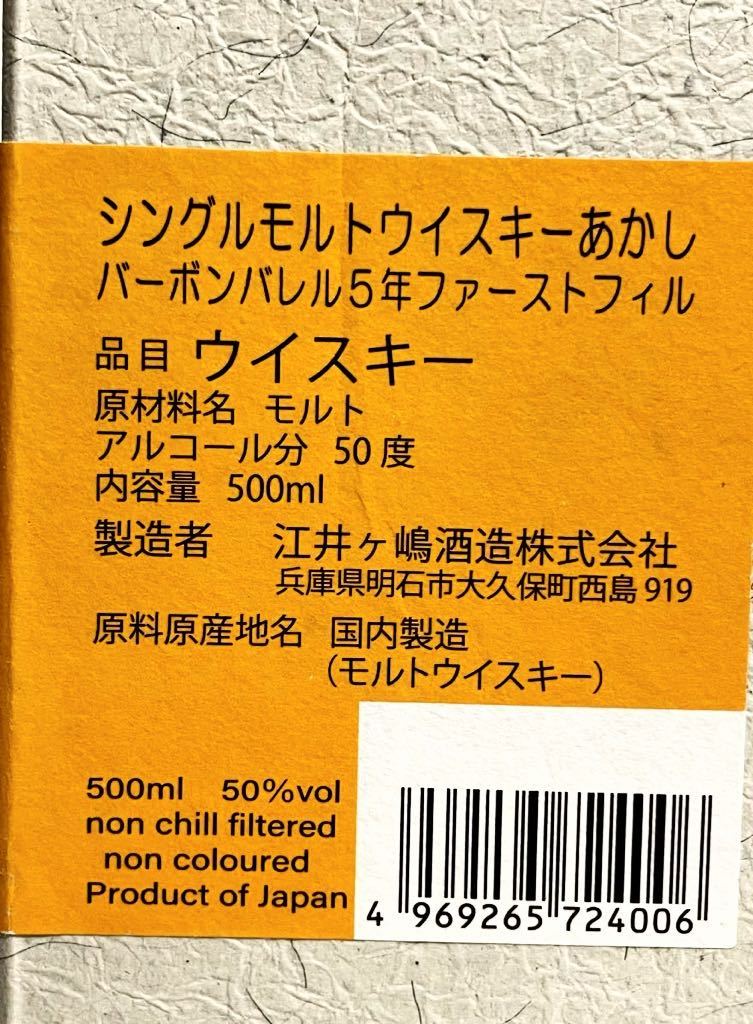 シングルモルトウイスキーあかし
バーボンバレル5年ファーストフィル
品目 ウイスキー
原材料名 モルト
アルコール分 50度
内容量 500ml
製造者 江井ヶ嶋酒造株式会社
兵庫県明石市大久保町西島919
原料原産地名 国内製造
(モルトウイスキー)
500ml 50%vol
non chill filtered
non coloured
Product of Japan
4 969265 724006